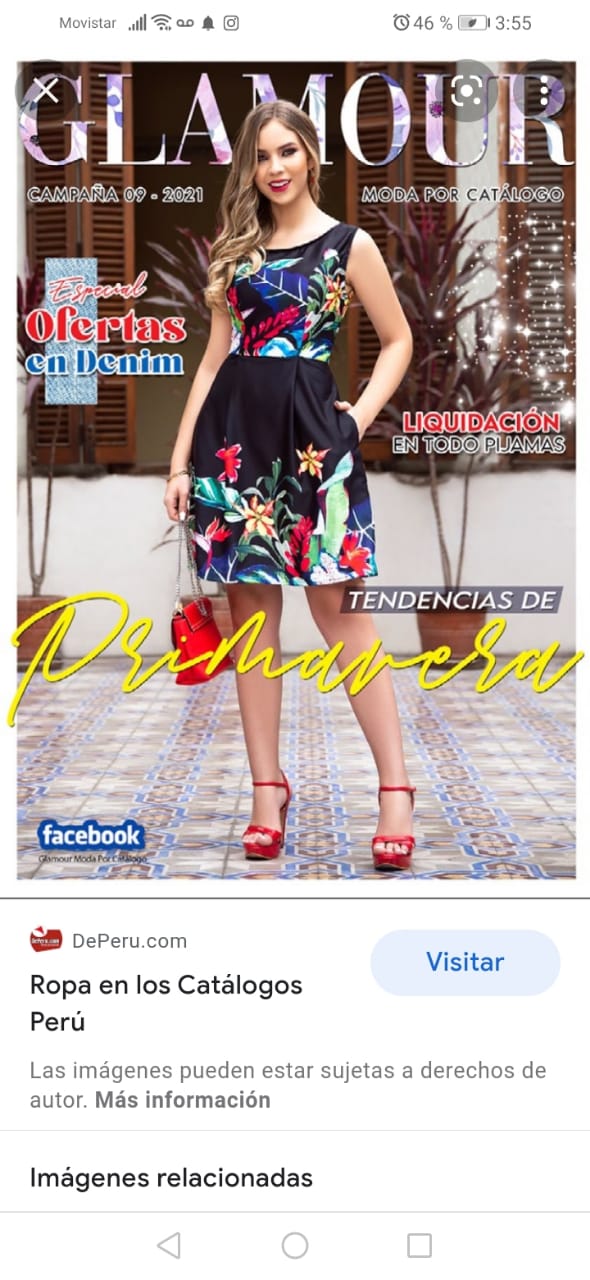 Movistar
46 %
3:55
GLAMOUR
CAMPAÑA 09 - 2021
MODA POR CATÁLOGO
Especial
Ofertas
en Denim
LIQUIDACIÓN
EN TODO PIJAMAS
TENDENCIAS DE
Primavera
facebook
Glamour Moda Por Catálogo
DePeru.com
Visitar
Ropa en los Catálogos
Perú
Las imágenes pueden estar sujetas a derechos de
autor. Más información
Imágenes relacionadas